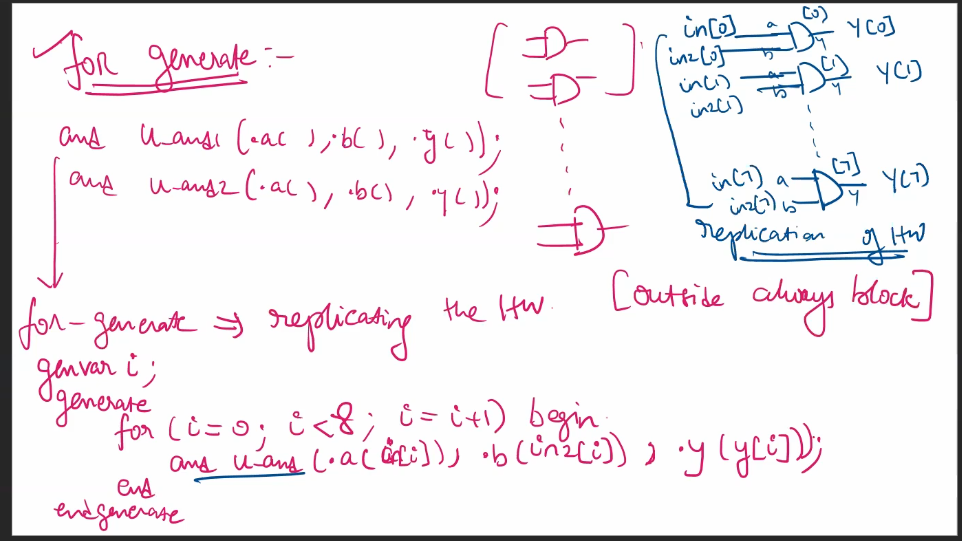 for generate :-
and u_and1 (.a( ), .b( ), .y( ));
and u_and2 (.a( ), .b( ), .y( ));
in[0] a [0] y Y[0]
in2[0] b
in[1] a [1] y Y[1]
in2[1] b
in[7] a [7] y Y[7]
in2[7] b
replication of HW
for-generate ⇒ replicating the HW. [outside always block]
genvar i;
generate
for (i=0; i<8; i=i+1) begin
and u_and (.a(in[i]), .b(in2[i]), .y(y[i]));
end
endgenerate